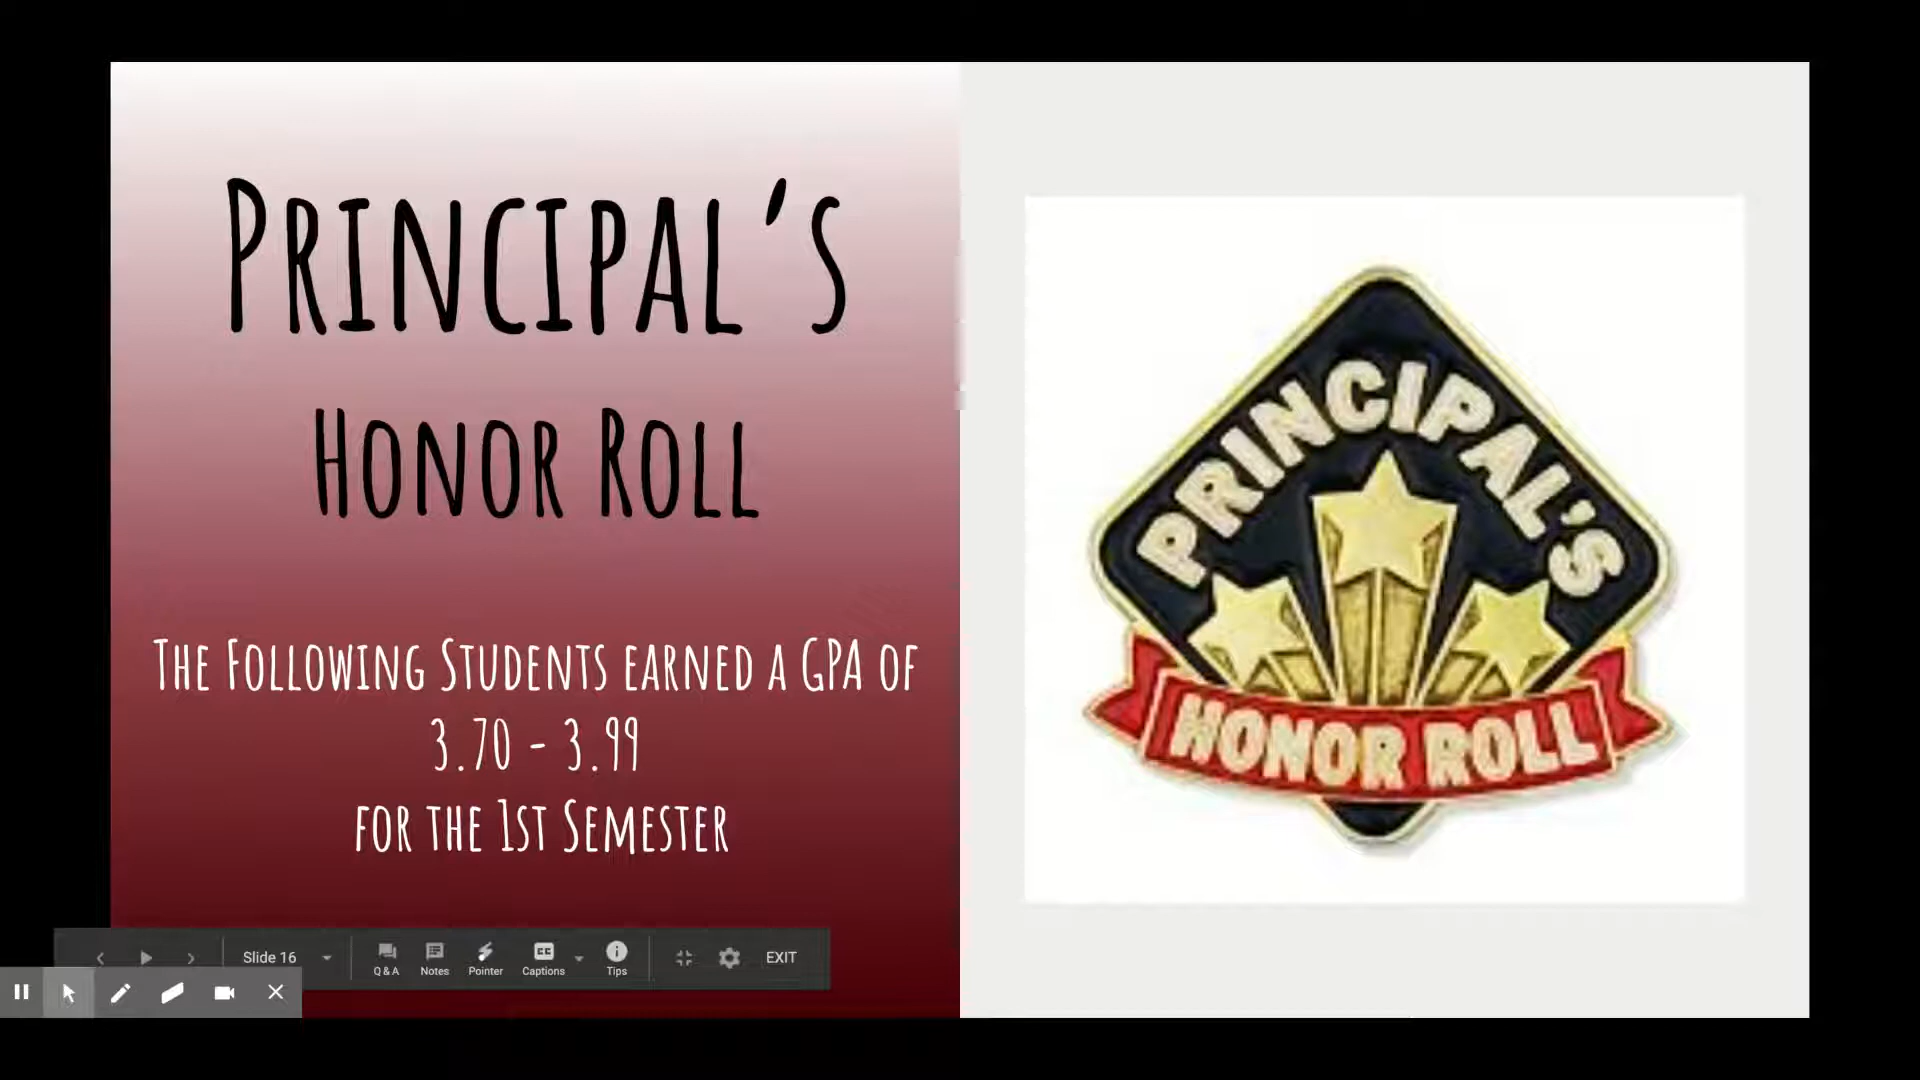 PRINCIPAL'S
HONOR ROLL
THE FOLLOWING STUDENTS EARNED A GPA OF
3.70 - 3.99
FOR THE 1ST SEMESTER
PRINCIPAL'S
HONOR ROLL
Slide 16
Q & A
Notes
Pointer
CC
Captions
Tips
EXIT